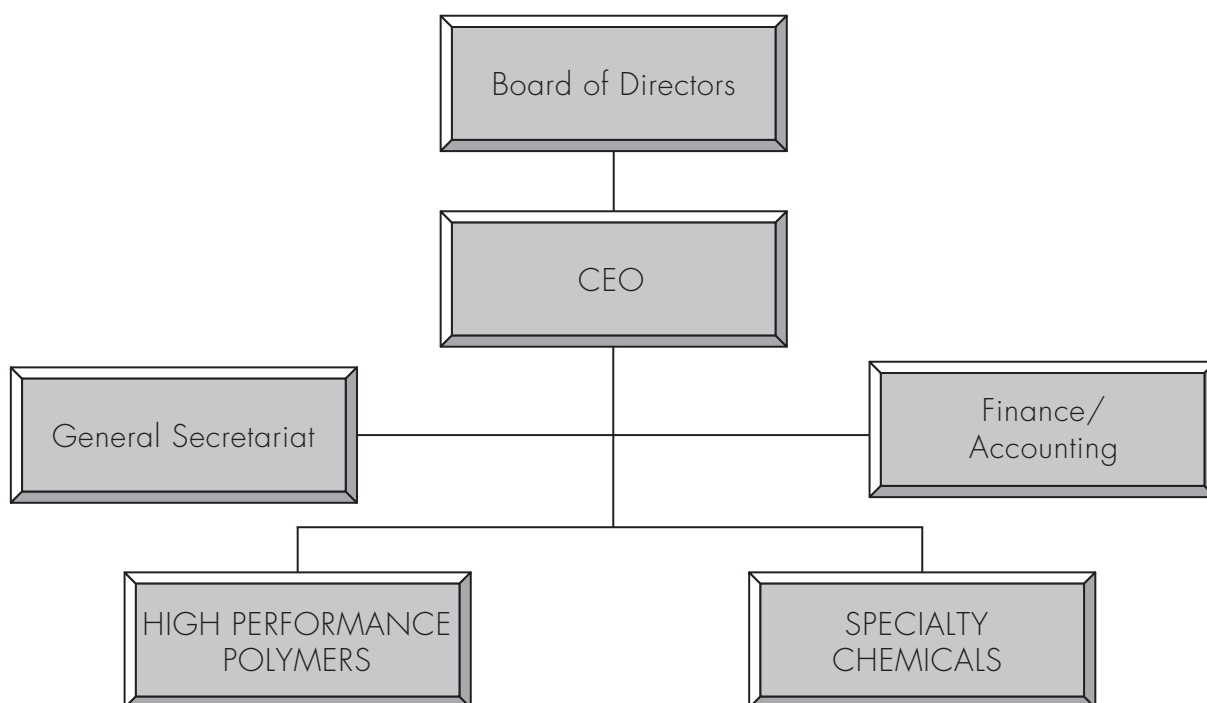 Board of Directors
CEO
General Secretariat
Finance/
Accounting
HIGH PERFORMANCE
POLYMERS
SPECIALTY
CHEMICALS